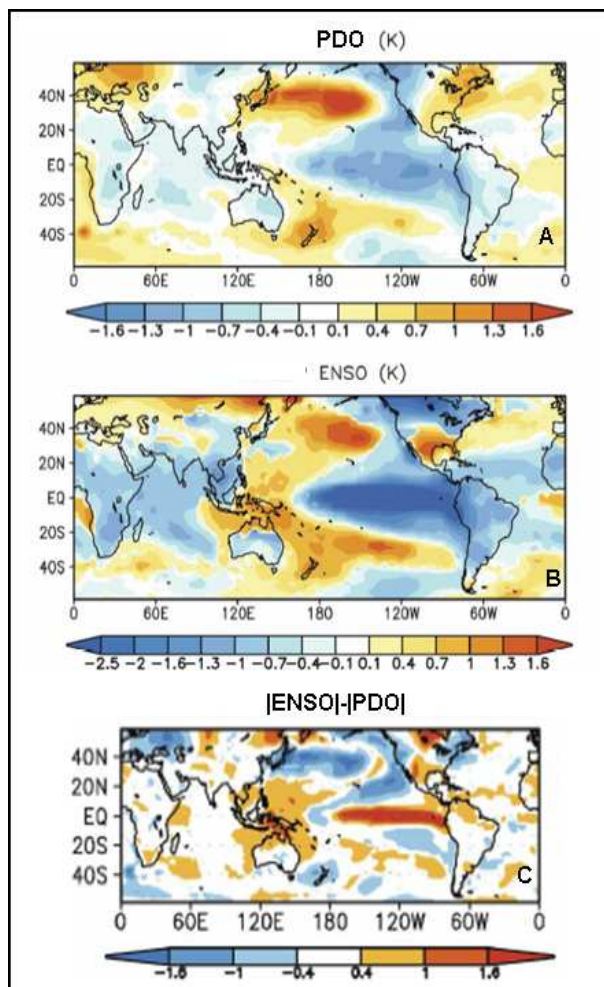 PDO (K)
40N
20N
EQ
20S
40S
A
0 60E 120E 180 120W 60W 0
-1.6 -1.3 -1 -0.7 -0.4 -0.1 0.1 0.4 0.7 1 1.3 1.6
ENSO (K)
40N
20N
EQ
20S
40S
B
0 60E 120E 180 120W 60W 0
-2.5 -2 -1.6 -1.3 -1 -0.7 -0.4 -0.1 0.1 0.4 0.7 1 1.3 1.6
|ENSO|-|PDO|
40N
20N
EQ
20S
40S
C
0 60E 120E 180 120W 60W 0
-1.6 -1 -0.4 0.4 1 1.6